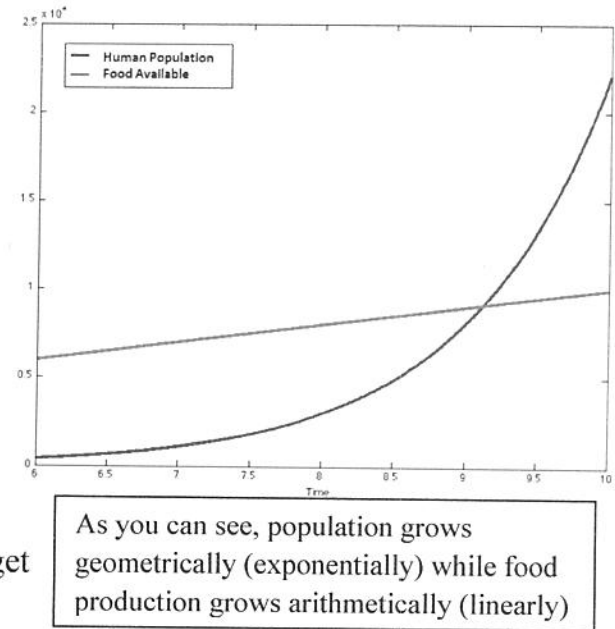 2.5 x 10⁴
Human Population
Food Available
2
1.5
1
0.5
0
6
6.5
7
7.5
8
8.5
9
9.5
10
Time
get
As you can see, population grows
geometrically (exponentially) while food
production grows arithmetically (linearly)